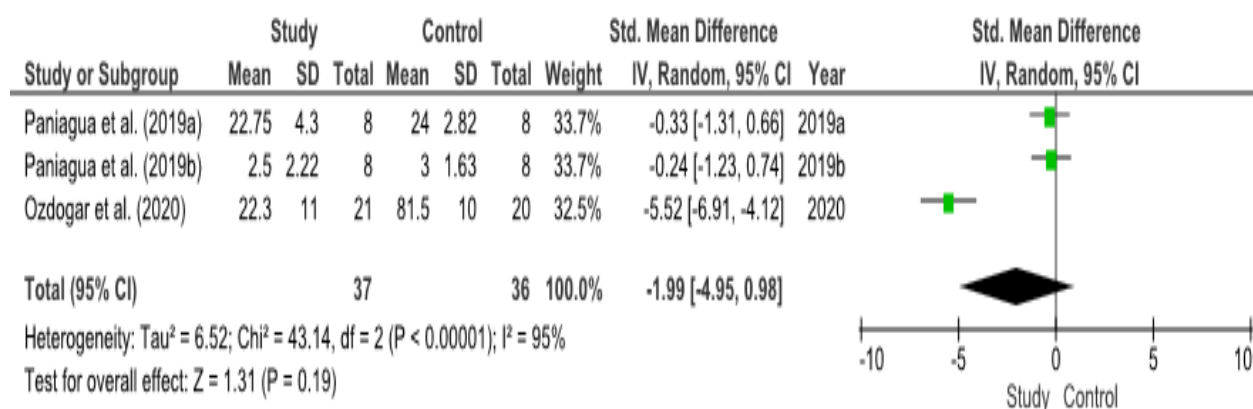 Study Control Std. Mean Difference Std. Mean Difference
Study or Subgroup Mean SD Total Mean SD Total Weight IV, Random, 95% CI Year IV, Random, 95% CI
Paniagua et al. (2019a) 22.75 4.3 8 24 2.82 8 33.7% -0.33 [-1.31, 0.66] 2019a
Paniagua et al. (2019b) 2.5 2.22 8 3 1.63 8 33.7% -0.24 [-1.23, 0.74] 2019b
Ozdogar et al. (2020) 22.3 11 21 81.5 10 20 32.5% -5.52 [-6.91, -4.12] 2020
Total (95% CI) 37 36 100.0% -1.99 [-4.95, 0.98]
Heterogeneity: Tau² = 6.52; Chi² = 43.14, df = 2 (P < 0.00001); I² = 95%
Test for overall effect: Z = 1.31 (P = 0.19)
-10 -5 0 5 10
Study Control